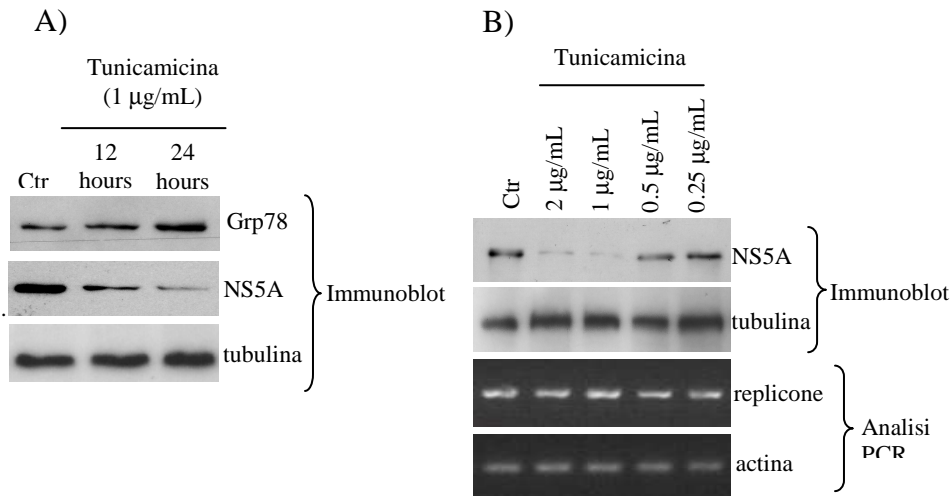 A)
Tunicamicina
(1 μg/mL)
Ctr
12
hours
24
hours
Grp78
NS5A
tubulina
Immunoblot
.
B)
Tunicamicina
Ctr
2 μg/mL
1 μg/mL
0.5 μg/mL
0.25 μg/mL
NS5A
tubulina
Immunoblot
replicone
actina
Analisi
PCR